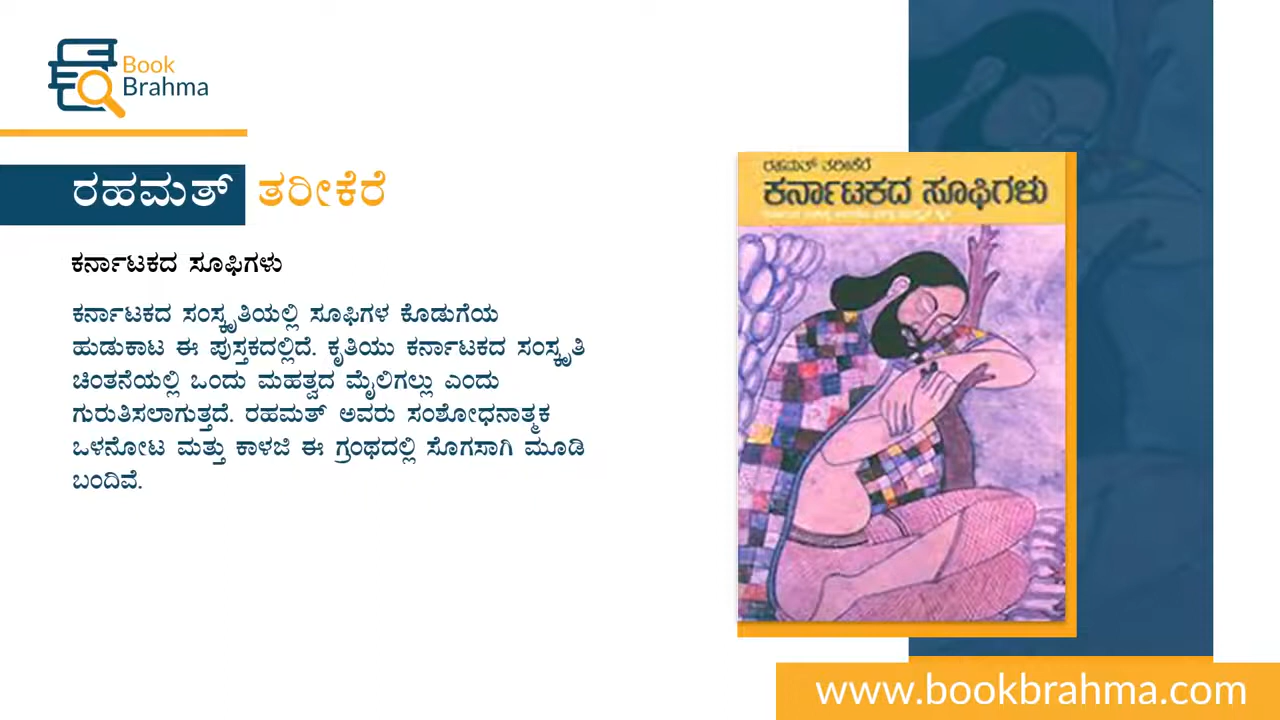 Book
Brahma
ರಹಮತ್ ತರೀಕೆರೆ
ಕರ್ನಾಟಕದ ಸೂಫಿಗಳು
ಕರ್ನಾಟಕದ ಸಂಸ್ಕೃತಿಯಲ್ಲಿ ಸೂಫಿಗಳ ಕೊಡುಗೆಯ
ಹುಡುಕಾಟ ಈ ಪುಸ್ತಕದಲ್ಲಿದೆ. ಕೃತಿಯು ಕರ್ನಾಟಕದ ಸಂಸ್ಕೃತಿ
ಚಿಂತನೆಯಲ್ಲಿ ಒಂದು ಮಹತ್ವದ ಮೈಲಿಗಲ್ಲು ಎಂದು
ಗುರುತಿಸಲಾಗುತ್ತದೆ. ರಹಮತ್ ಅವರು ಸಂಶೋಧನಾತ್ಮಕ
ಒಳನೋಟ ಮತ್ತು ಕಾಳಜಿ ಈ ಗ್ರಂಥದಲ್ಲಿ ಸೊಗಸಾಗಿ ಮೂಡಿ
ಬಂದಿವೆ.
ರಹಮತ್ ತರೀಕೆರೆ
ಕರ್ನಾಟಕದ ಸೂಫಿಗಳು
www.bookbrahma.com